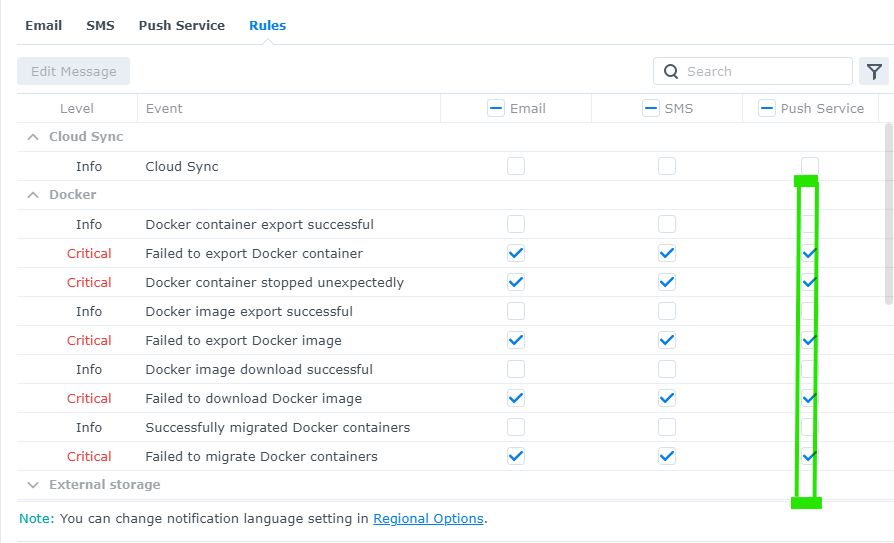 Email SMS Push Service Rules
Edit Message Search
Level Event Email SMS Push Service
Cloud Sync
Info Cloud Sync
Docker
Info Docker container export successful
Critical Failed to export Docker container
Critical Docker container stopped unexpectedly
Info Docker image export successful
Critical Failed to export Docker image
Info Docker image download successful
Critical Failed to download Docker image
Info Successfully migrated Docker containers
Critical Failed to migrate Docker containers
External storage
Note: You can change notification language setting in Regional Options.